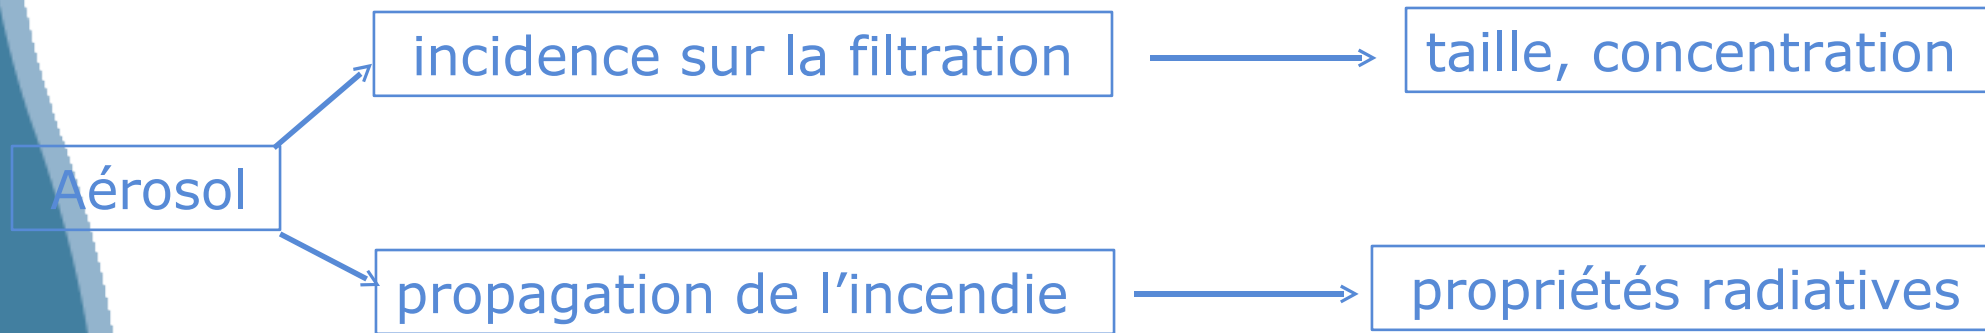 incidence sur la filtration
taille, concentration
Aérosol
propagation de l’incendie
propriétés radiatives